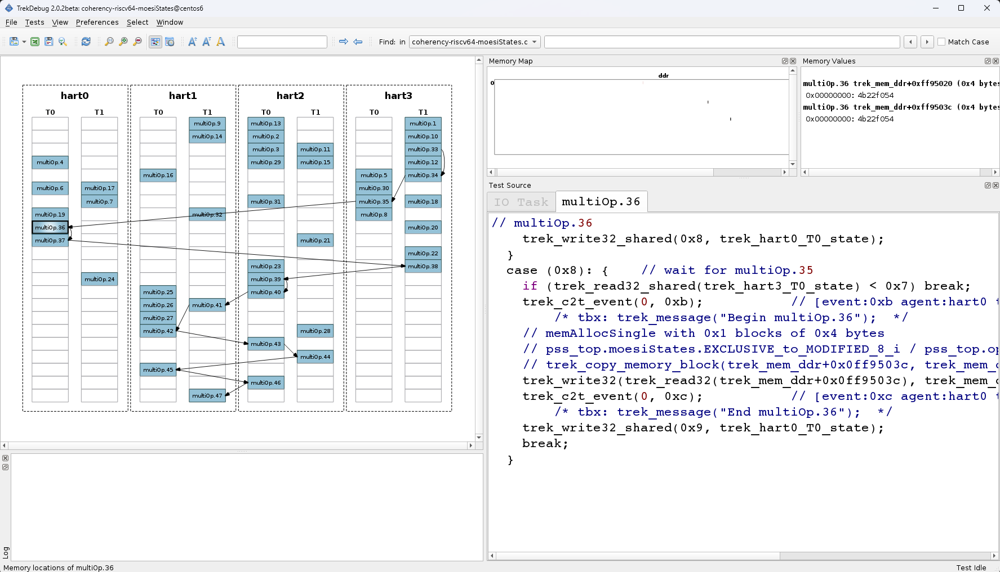 TrekDebug 2.0.2beta: coherency-riscv64-moesiStates@centos6
File Tests View Preferences Select Window
Find: in coherency-riscv64-moesiStates.c Match Case
hart0 hart1 hart2 hart3
T0 T1 T0 T1 T0 T1 T0 T1
multiOp.9 multiOp.13 multiOp.1
multiOp.14 multiOp.2 multiOp.10
multiOp.3 multiOp.11 multiOp.33
multiOp.4 multiOp.29 multiOp.15 multiOp.12
multiOp.16 multiOp.5 multiOp.34
multiOp.6 multiOp.17 multiOp.30
multiOp.7 multiOp.31 multiOp.35 multiOp.18
multiOp.19 multiOp.32 multiOp.8
multiOp.36 multiOp.20
multiOp.37 multiOp.21
multiOp.22
multiOp.23 multiOp.38
multiOp.24 multiOp.39
multiOp.25 multiOp.40
multiOp.26 multiOp.41
multiOp.27
multiOp.42 multiOp.28
multiOp.43
multiOp.44
multiOp.45
multiOp.46
multiOp.47
Log
Memory locations of multiOp.36
Memory Map
ddr
0
Memory Values
multiOp.36 trek_mem_ddr+0xff95020 (0x4 bytes
0x00000000: 4b22f054
multiOp.36 trek_mem_ddr+0xff9503c (0x4 bytes
0x00000000: 4b22f054
Test Source
IO Task multiOp.36
// multiOp.36
trek_write32_shared(0x8, trek_hart0_T0_state);
}
case (0x8): { // wait for multiOp.35
if (trek_read32_shared(trek_hart3_T0_state) < 0x7) break;
trek_c2t_event(0, 0xb); // [event:0xb agent:hart0 t
/* tbx: trek_message("Begin multiOp.36"); */
// memAllocSingle with 0x1 blocks of 0x4 bytes
// pss_top.moesiStates.EXCLUSIVE_to_MODIFIED_8_i / pss_top.op
// trek_copy_memory_block(trek_mem_ddr+0x0ff9503c, trek_mem_d
trek_write32(trek_read32(trek_mem_ddr+0x0ff9503c), trek_mem_d
trek_c2t_event(0, 0xc); // [event:0xc agent:hart0 t
/* tbx: trek_message("End multiOp.36"); */
trek_write32_shared(0x9, trek_hart0_T0_state);
break;
}
Test Idle